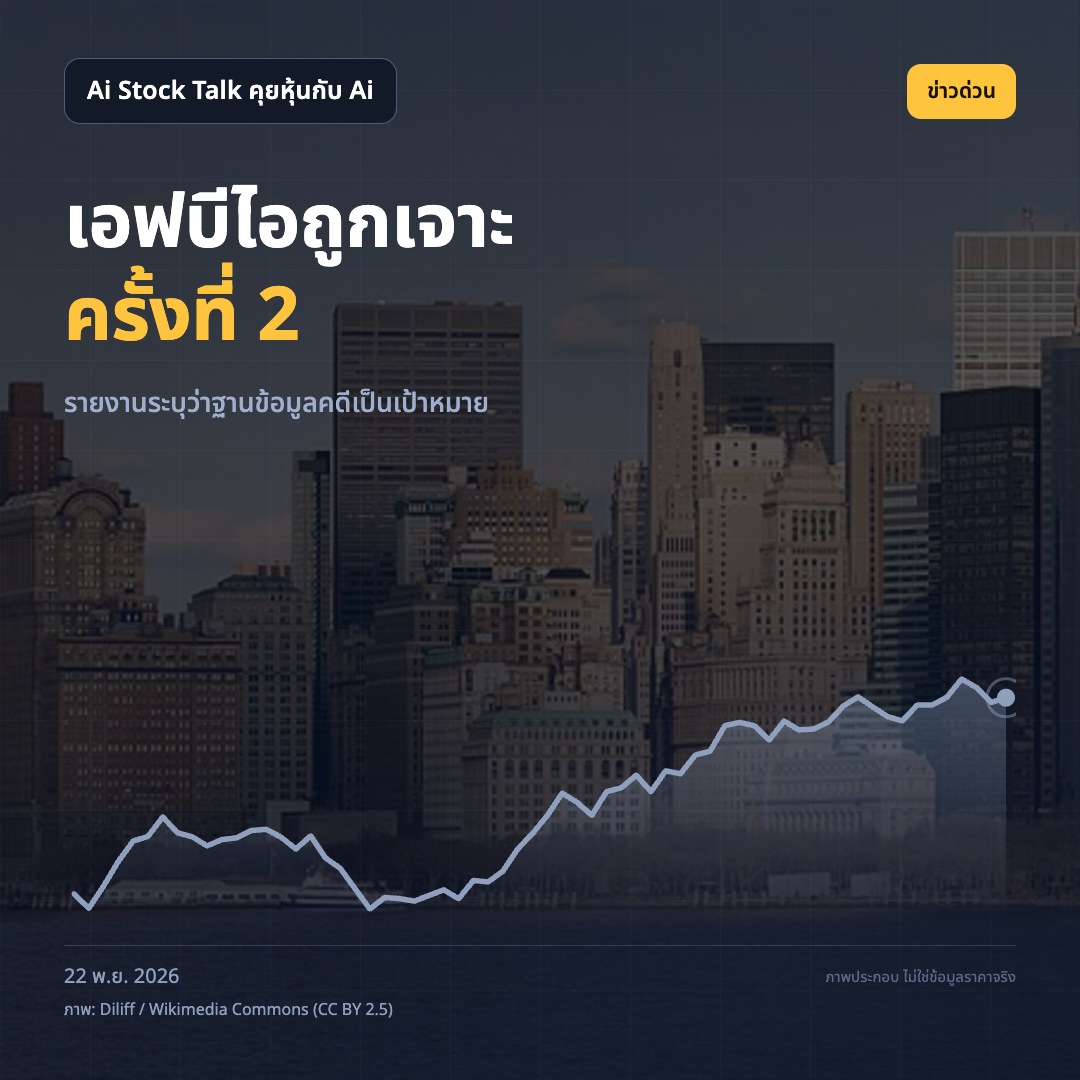 Ai Stock Talk คุยหุ้นกับ Ai
ข่าวด่วน
เอฟบีไอถูกเจาะ
ครั้งที่ 2
รายงานระบุว่าฐานข้อมูลคดีเป็นเป้าหมาย
22 พ.ย. 2026
ภาพประกอบ ไม่ใช่ข้อมูลราคาจริง
ภาพ: Diliff / Wikimedia Commons (CC BY 2.5)